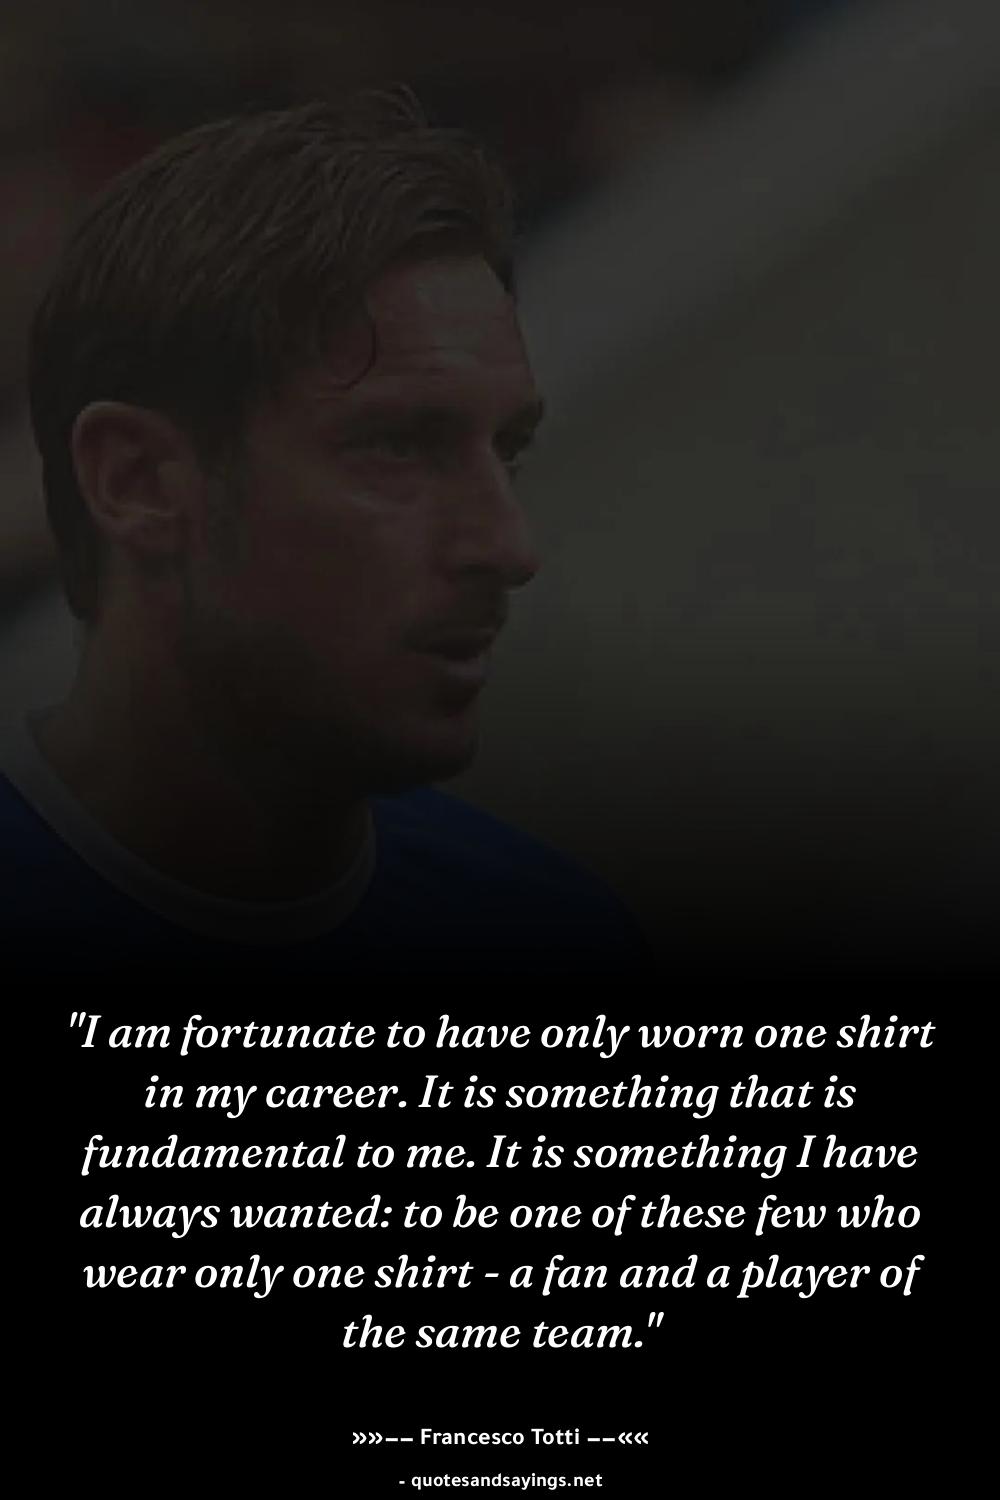 "I am fortunate to have only worn one shirt
in my career. It is something that is
fundamental to me. It is something I have
always wanted: to be one of these few who
wear only one shirt - a fan and a player of
the same team."
»»–– Francesco Totti ––««
- quotesandsayings.net